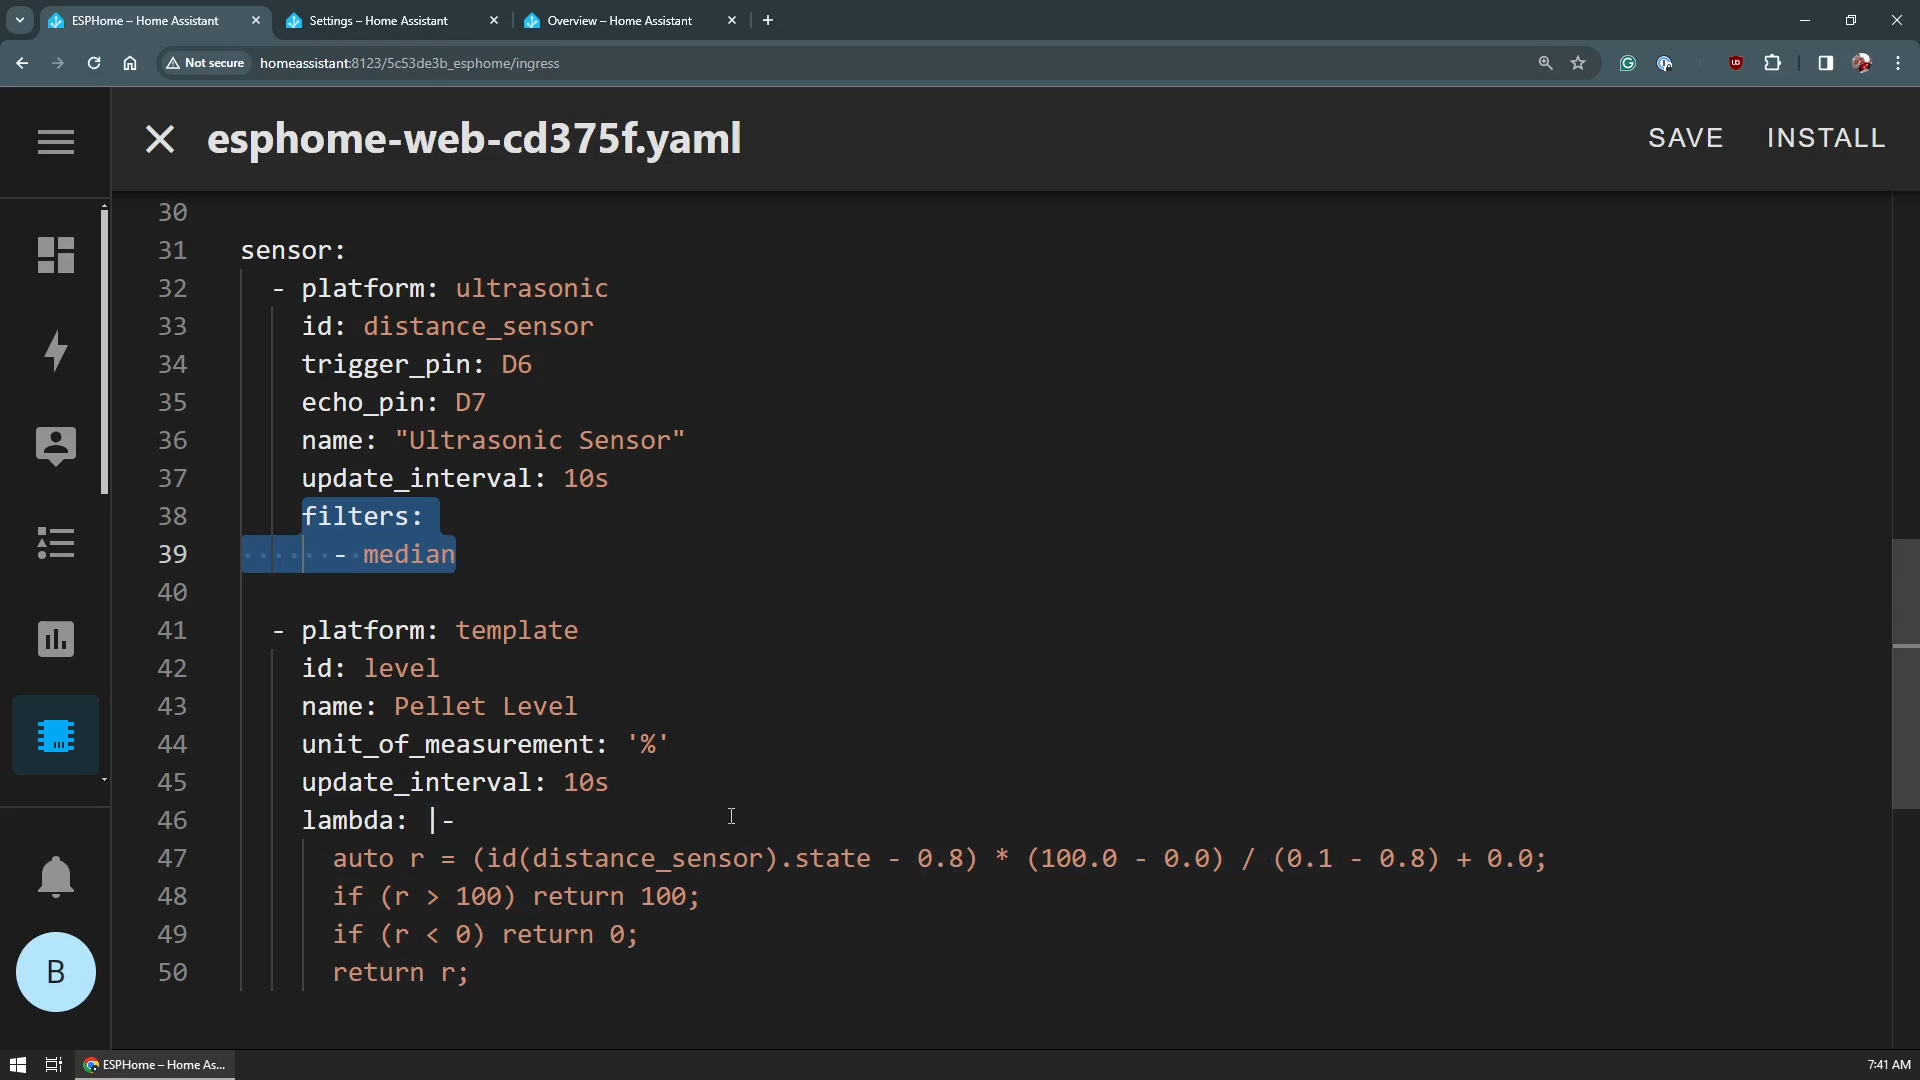 ESPHome – Home Assistant
Settings – Home Assistant
Overview – Home Assistant
Not secure
homeassistant:8123/5c53de3b_esphome/ingress
esphome-web-cd375f.yaml
SAVE
INSTALL
30
31 sensor:
32 - platform: ultrasonic
33 id: distance_sensor
34 trigger_pin: D6
35 echo_pin: D7
36 name: "Ultrasonic Sensor"
37 update_interval: 10s
38 filters:
39 - median
40
41 - platform: template
42 id: level
43 name: Pellet Level
44 unit_of_measurement: '%'
45 update_interval: 10s
46 lambda: |-
47 auto r = (id(distance_sensor).state - 0.8) * (100.0 - 0.0) / (0.1 - 0.8) + 0.0;
48 if (r > 100) return 100;
49 if (r < 0) return 0;
50 return r;
B
ESPHome – Home As...
7:41 AM